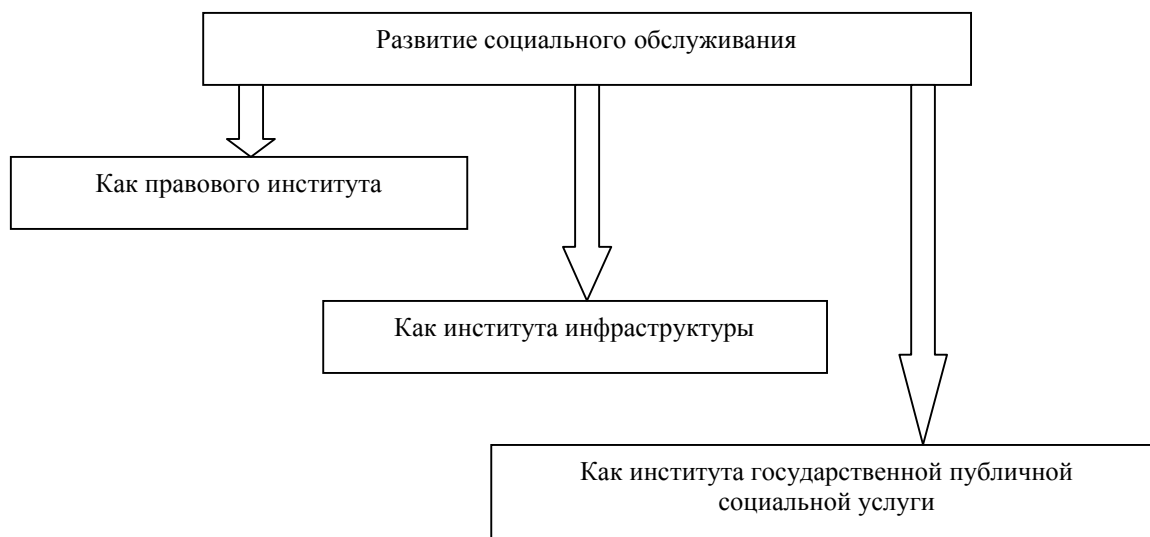 Развитие социального обслуживания
Как правового института
Как института инфраструктуры
Как института государственной публичной
социальной услуги